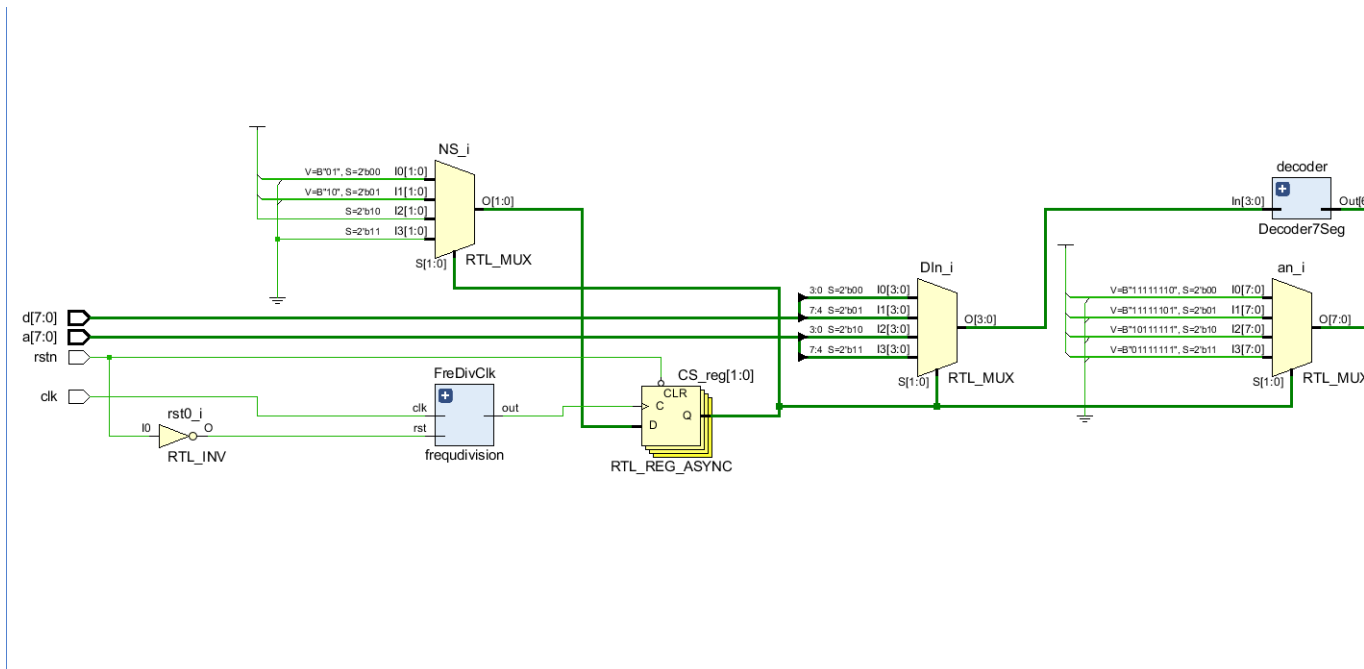 NS_i
V=B"01", S=2'b00 I0[1:0]
V=B"10", S=2'b01 I1[1:0]
S=2'b10 I2[1:0]
S=2'b11 I3[1:0]
O[1:0]
S[1:0]
RTL_MUX
decoder
In[3:0]
Out[6
Decoder7Seg
DIn_i
3:0 S=2'b00 I0[3:0]
7:4 S=2'b01 I1[3:0]
3:0 S=2'b10 I2[3:0]
7:4 S=2'b11 I3[3:0]
O[3:0]
S[1:0]
RTL_MUX
an_i
V=B"11111110", S=2'b00 I0[7:0]
V=B"11111101", S=2'b01 I1[7:0]
V=B"10111111", S=2'b10 I2[7:0]
V=B"01111111", S=2'b11 I3[7:0]
O[7:0]
S[1:0]
RTL_MUX
d[7:0]
a[7:0]
rstn
clk
rst0_i
I0
O
RTL_INV
FreDivClk
clk
out
rst
frequdivision
CS_reg[1:0]
CLR
C
Q
D
RTL_REG_ASYNC